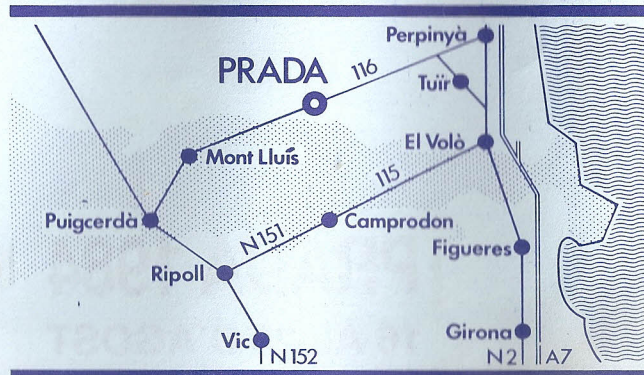 Perpinyà
PRADA
116
Tuïr
El Volò
Mont Lluís
115
Puigcerdà
Camprodon
N151
Figueres
Ripoll
Vic
N152
Girona
N2
A7